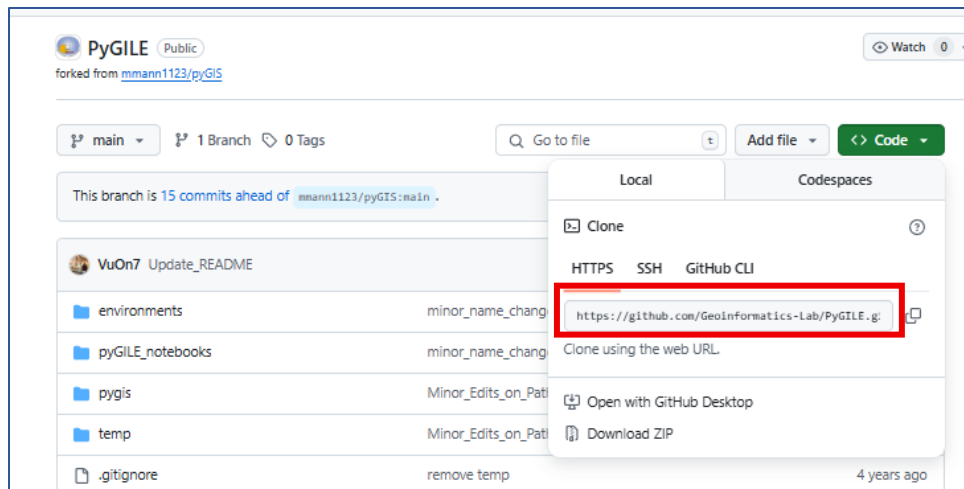 PyGILE Public
Watch 0
forked from mmann1123/pyGIS
main 1 Branch 0 Tags
Go to file t
Add file
<> Code
This branch is 15 commits ahead of mmann1123/pyGIS:main .
Local Codespaces
Clone
HTTPS SSH GitHub CLI
https://github.com/Geoinformatics-Lab/PyGILE.g
Clone using the web URL.
Open with GitHub Desktop
Download ZIP
VuOn7 Update_README
environments minor_name_chang
pyGILE_notebooks minor_name_chang
pygis Minor_Edits_on_Pat
temp Minor_Edits_on_Pat
.gitignore remove temp 4 years ago